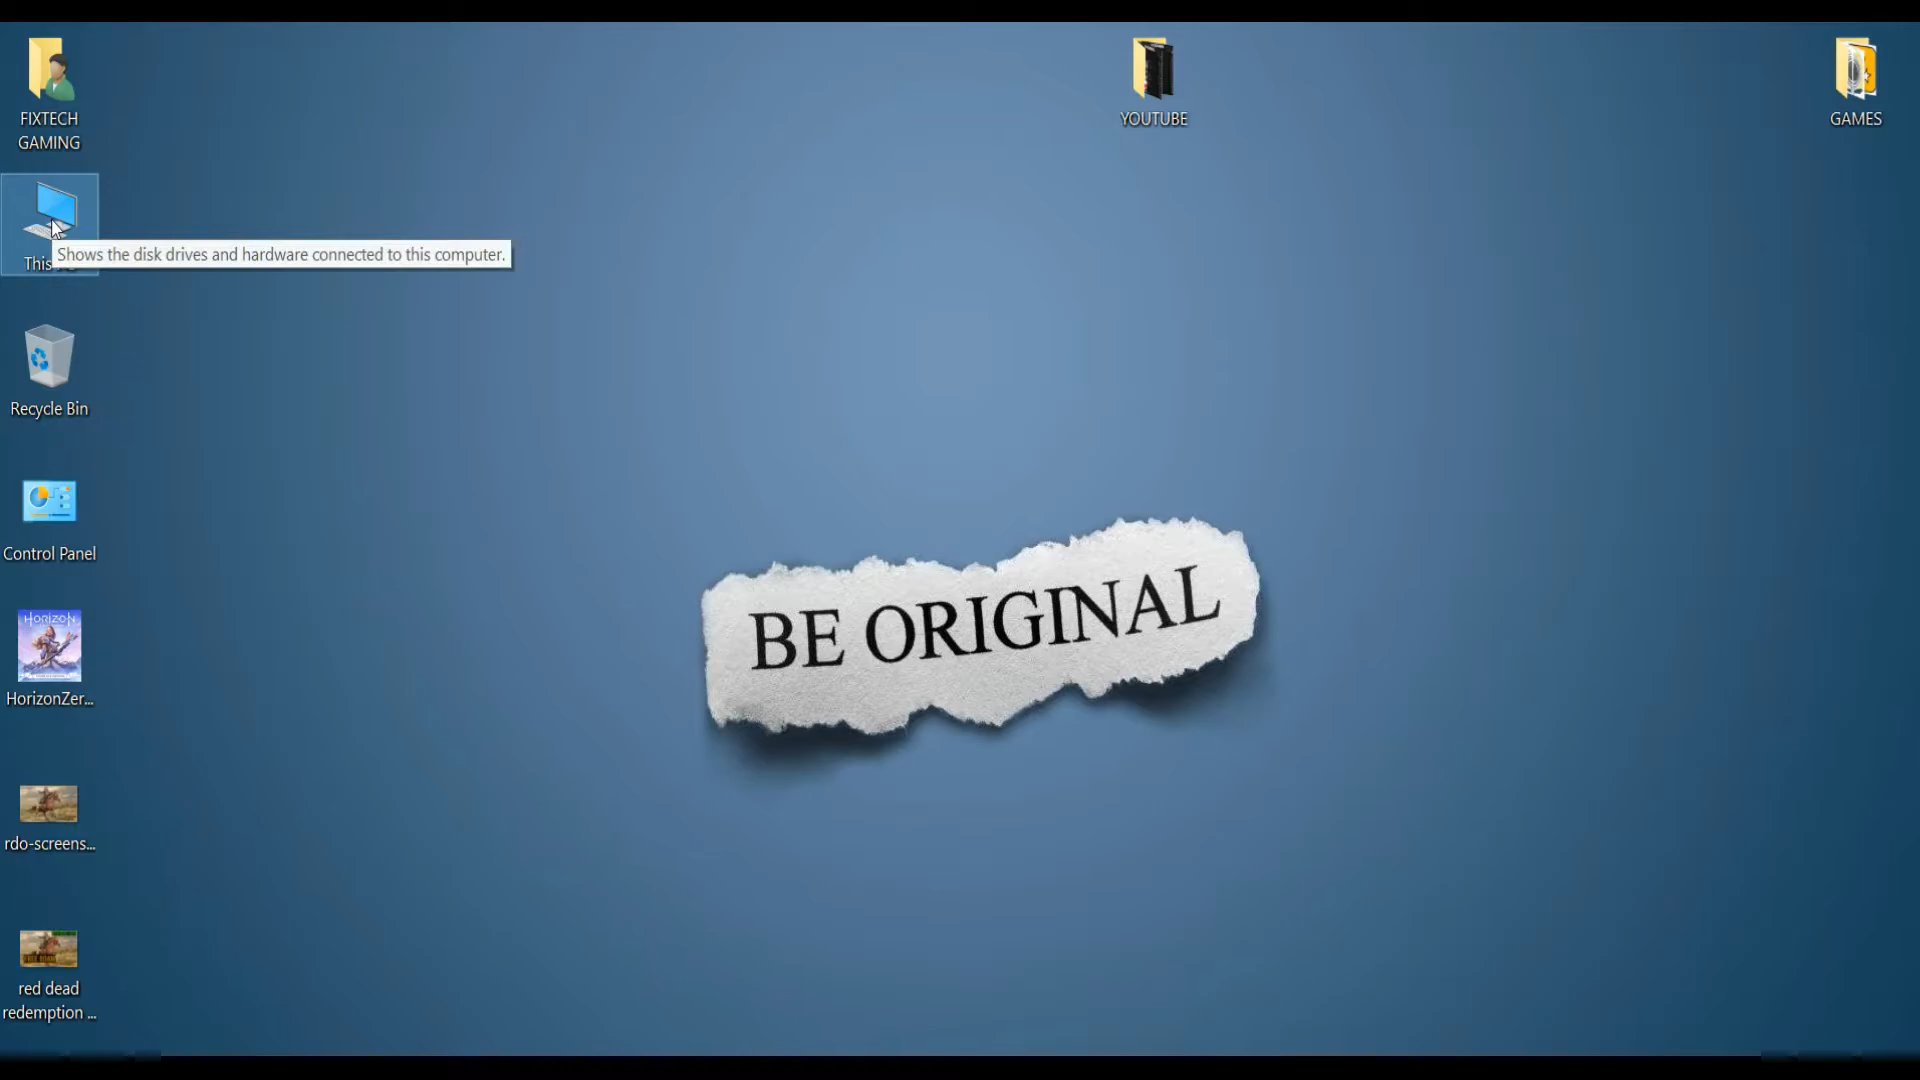 FIXTECH
GAMING
YOUTUBE
GAMES
This
Shows the disk drives and hardware connected to this computer.
Recycle Bin
Control Panel
HORIZON
HorizonZer...
BE ORIGINAL
rdo-screens...
red dead
redemption ...